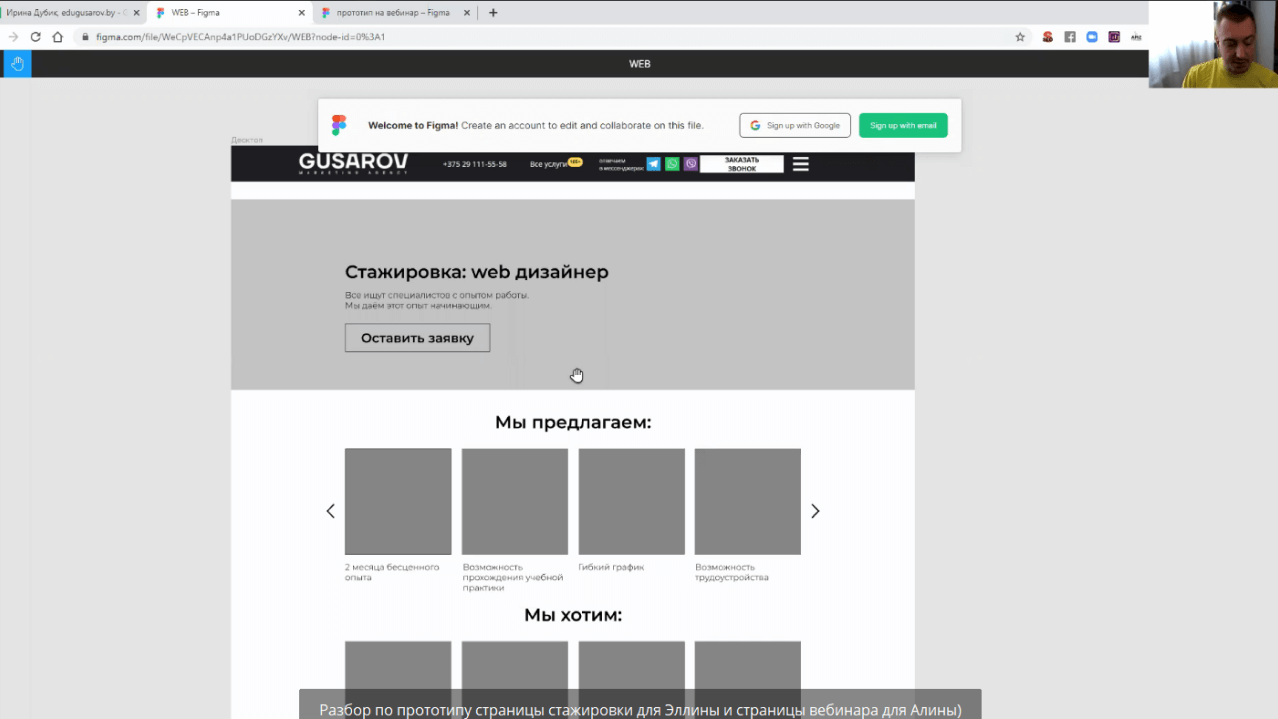 Ирина Дубик, edugusarov.by -
WEB – Figma
прототип на вебинар – Figma
figma.com/file/WeCpVECAnp4a1PUoDGzYXv/WEB?node-id=0%3A1
WEB
Welcome to Figma! Create an account to edit and collaborate on this file.
Sign up with Google
Sign up with email
Десктоп
GUSAROV
MARKETING AGENCY
+375 29 111-55-58
Все услуги
отвечаем
в мессенджерах
ЗАКАЗАТЬ
ЗВОНОК
Стажировка: web дизайнер
Все ищут специалистов с опытом работы.
Мы даём этот опыт начинающим.
Оставить заявку
Мы предлагаем:
2 месяца бесценного
опыта
Возможность
прохождения учебной
практики
Гибкий график
Возможность
трудоустройства
Мы хотим:
Разбор по прототипу страницы стажировки для Эллины и страницы вебинара для Алины)